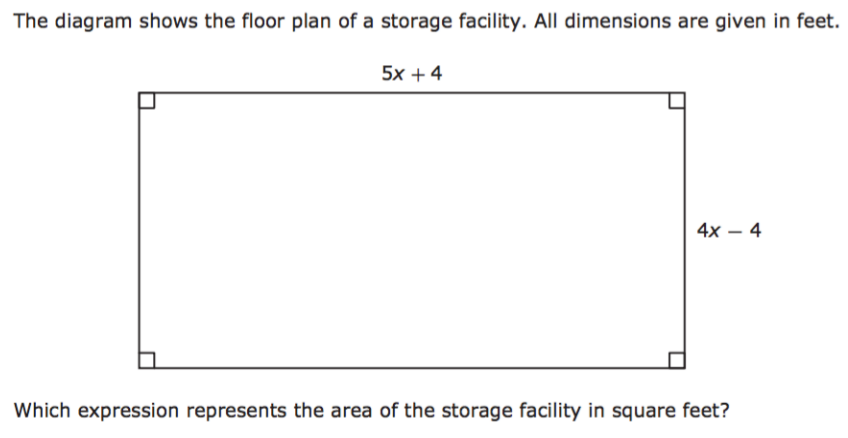 The diagram shows the floor plan of a storage facility. All dimensions are given in feet.
5x + 4
4x – 4
Which expression represents the area of the storage facility in square feet?